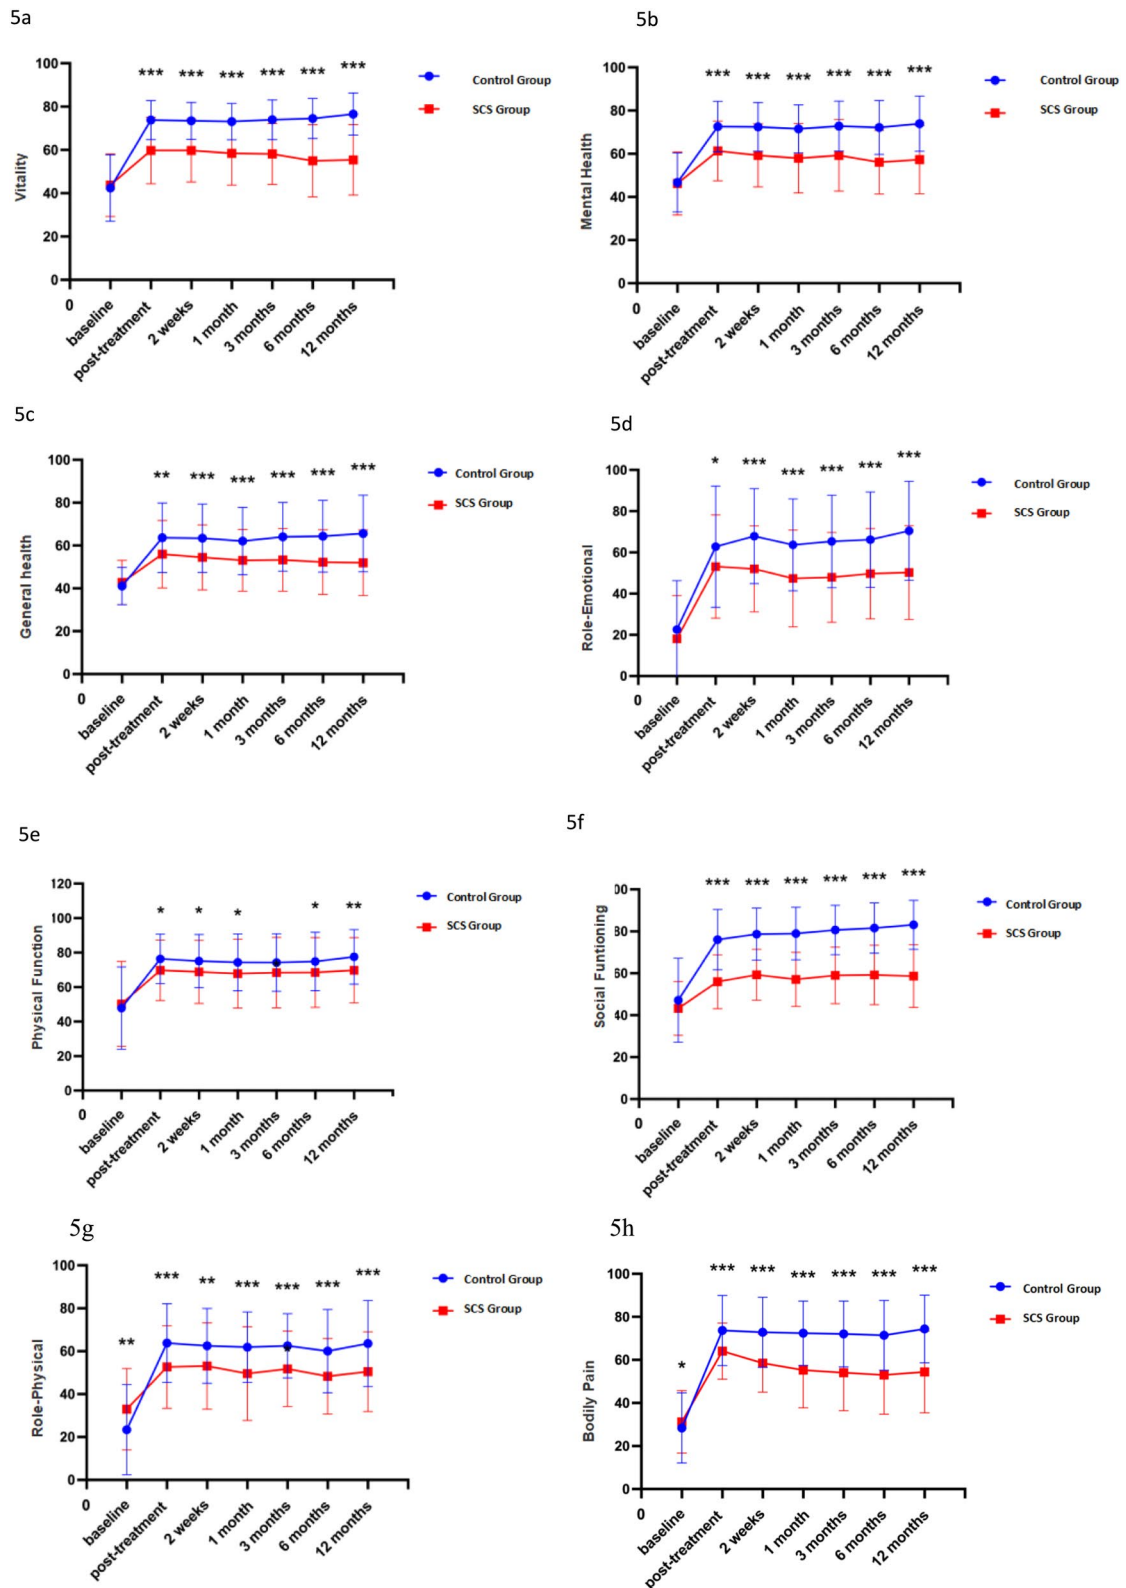 5a
*** *** *** *** *** ***
100
80
60
40
20
0
Vitality
0
baseline
post-treatment
2 weeks
1 month
3 months
6 months
12 months
Control Group
SCS Group
5b
*** *** *** *** *** ***
100
80
60
40
20
0
Mental Health
0
baseline
post-treatment
2 weeks
1 month
3 months
6 months
12 months
Control Group
SCS Group
5c
** *** *** *** *** ***
100
80
60
40
20
0
General health
0
baseline
post-treatment
2 weeks
1 month
3 months
6 months
12 months
Control Group
SCS Group
5d
* *** *** *** *** ***
100
80
60
40
20
0
Role-Emotional
0
baseline
post-treatment
2 weeks
1 month
3 months
6 months
12 months
Control Group
SCS Group
5e
* * * * **
120
100
80
60
40
20
0
Physical Function
0
baseline
post-treatment
2 weeks
1 month
3 months
6 months
12 months
Control Group
SCS Group
5f
*** *** *** *** *** ***
00
80
60
40
20
0
Social Funtioning
0
baseline
post-treatment
2 weeks
1 month
3 months
6 months
12 months
Control Group
SCS Group
5g
** *** ** *** *** *** ***
100
80
60
40
20
0
Role-Physical
0
baseline
post-treatment
2 weeks
1 month
3 months
6 months
12 months
Control Group
SCS Group
5h
* *** *** *** *** *** ***
100
80
60
40
20
0
Bodily Pain
0
baseline
post-treatment
2 weeks
1 month
3 months
6 months
12 months
Control Group
SCS Group